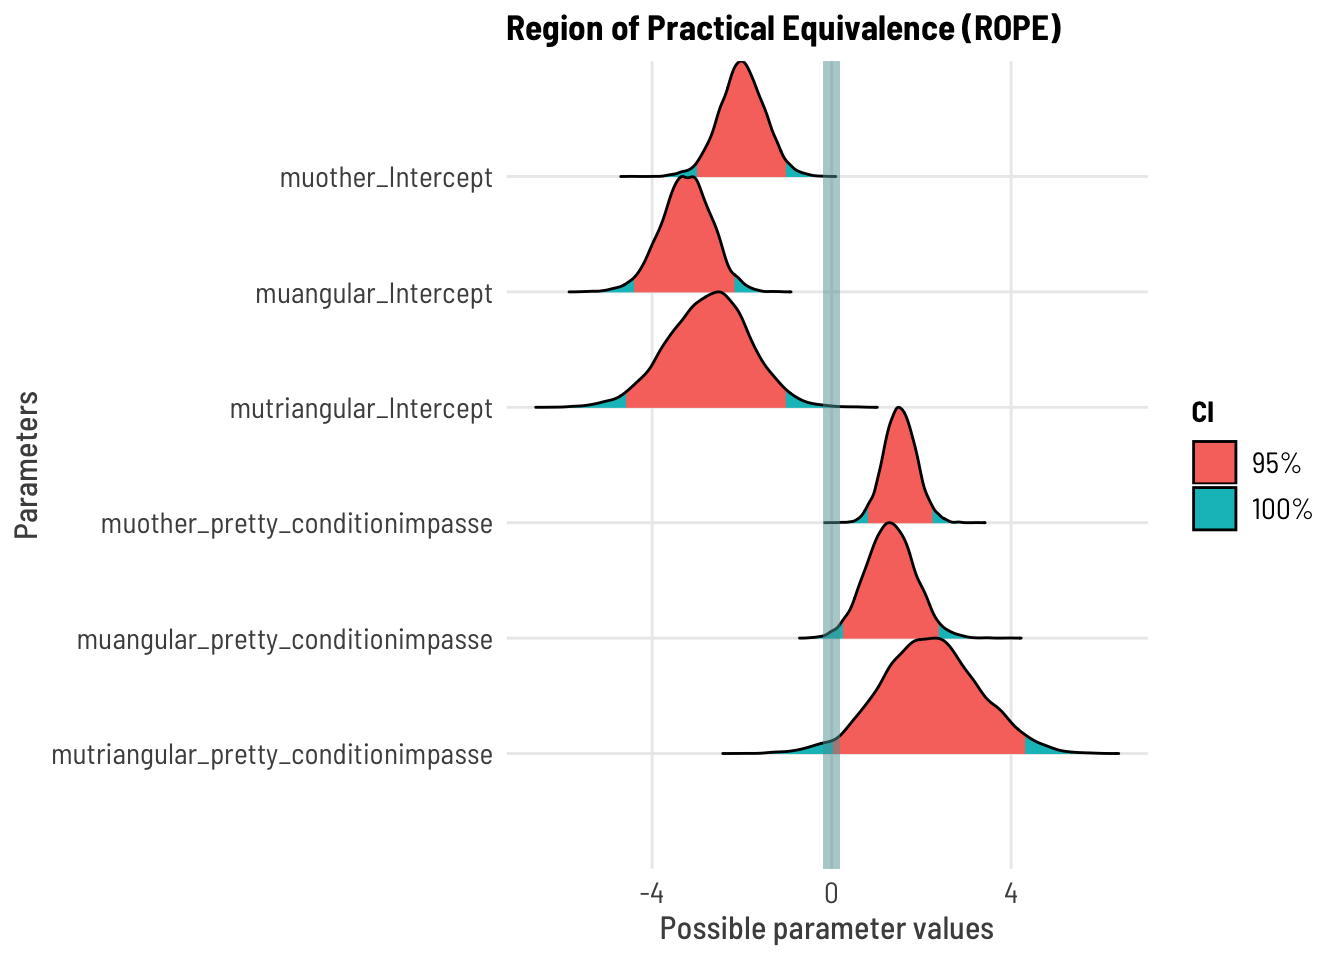 Region of Practical Equivalence (ROPE)
muother_Intercept
muangular_Intercept
mutriangular_Intercept
muother_pretty_conditionimpasse
muangular_pretty_conditionimpasse
mutriangular_pretty_conditionimpasse
Parameters
-4 0 4
Possible parameter values
CI
95%
100%